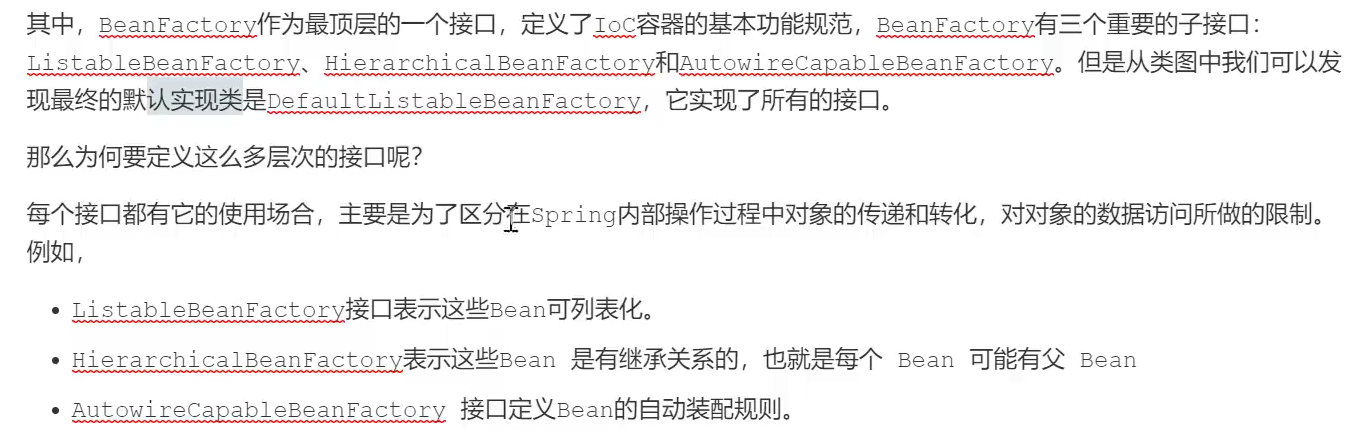 其中，BeanFactory作为最顶层的一个接口，定义了IoC容器的基本功能规范，BeanFactory有三个重要的子接口：
ListableBeanFactory、HierarchicalBeanFactory和AutowireCapableBeanFactory。但是从类图中我们可以发
现最终的默认实现类是DefaultListableBeanFactory，它实现了所有的接口。
那么为何要定义这么多层次的接口呢？
每个接口都有它的使用场合，主要是为了区分在Spring内部操作过程中对象的传递和转化，对对象的数据访问所做的限制。
例如，
• ListableBeanFactory接口表示这些Bean可列表化。
• HierarchicalBeanFactory表示这些Bean 是有继承关系的，也就是每个 Bean 可能有父 Bean
• AutowireCapableBeanFactory 接口定义Bean的自动装配规则。